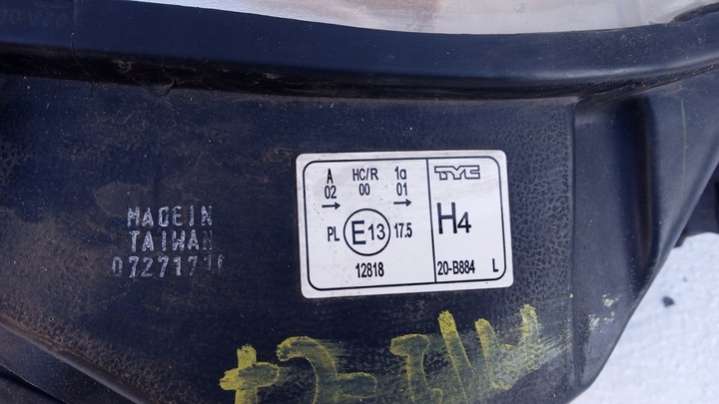 MADE IN
TAIWAN
A HC/R 1a
02 00 01
→ →
PL E13 17.5
12818
TYC
H4
20-B884 L